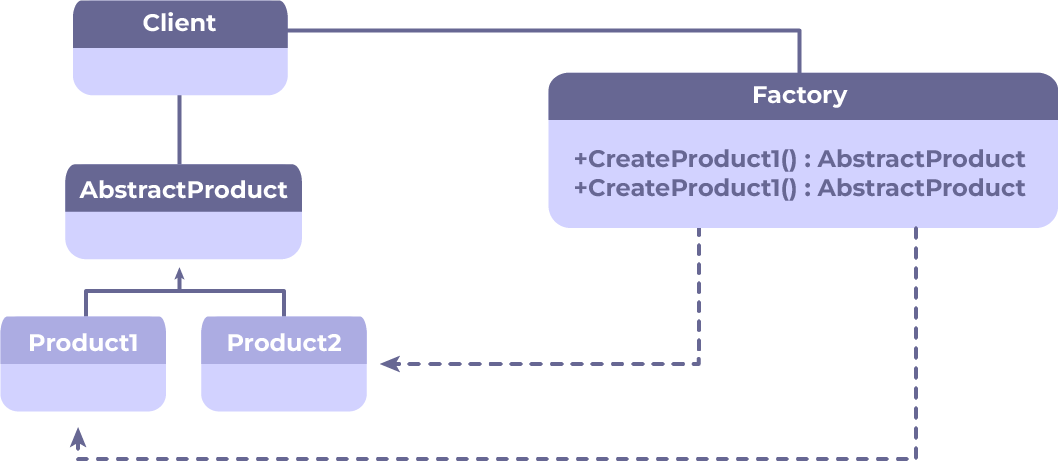 Client
Factory
+CreateProduct1() : AbstractProduct
+CreateProduct1() : AbstractProduct
AbstractProduct
Product1
Product2